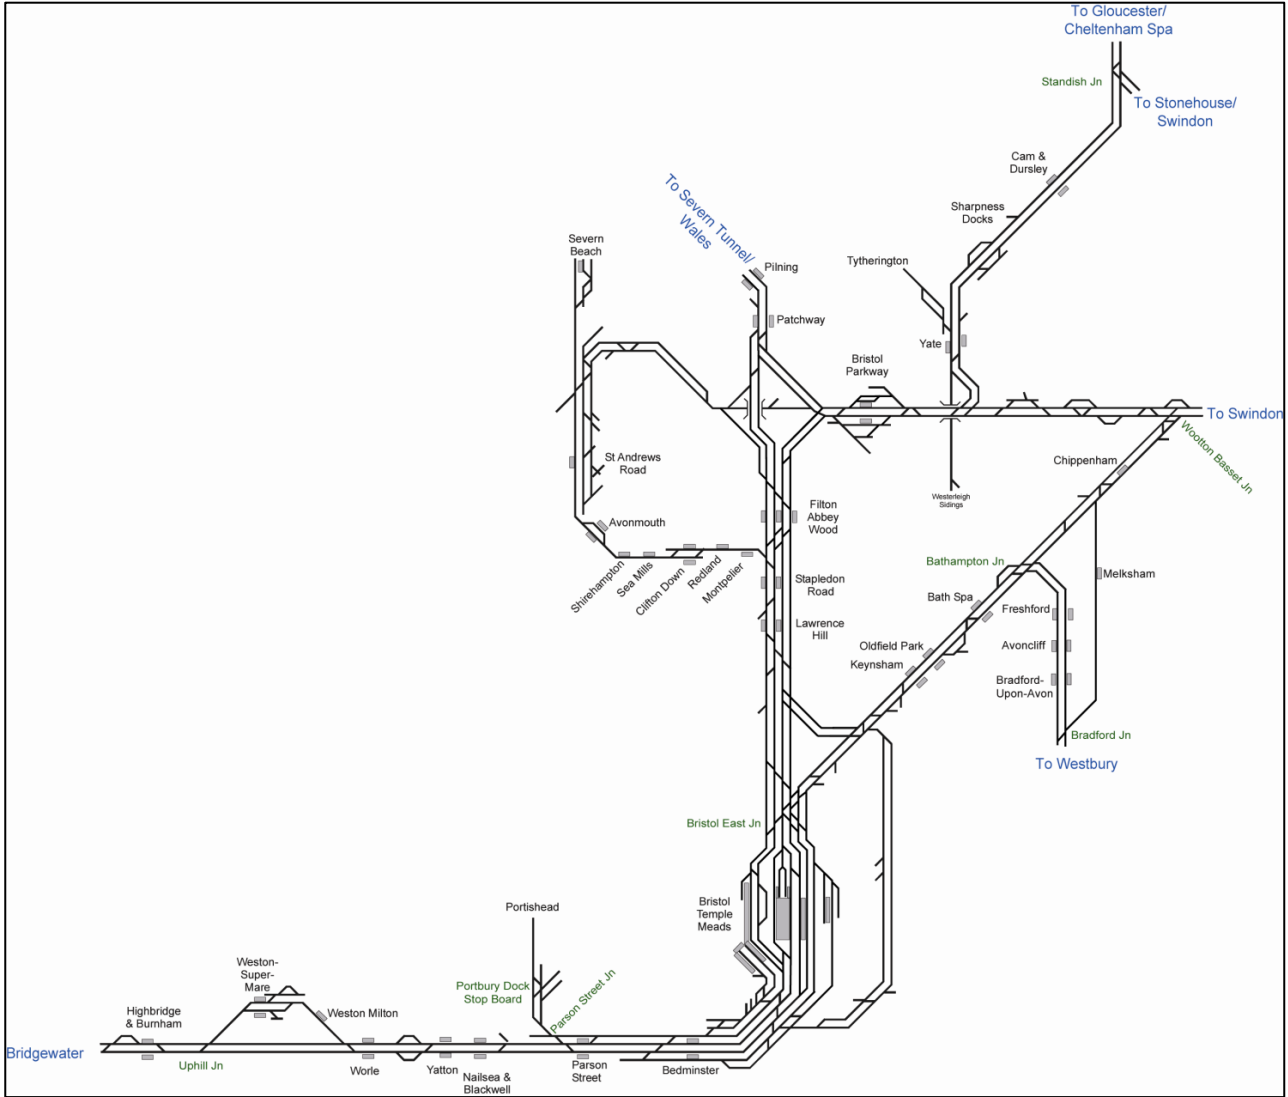 To Gloucester/
Cheltenham Spa
Standish Jn
To Stonehouse/
Swindon
Cam &
Dursley
Sharpness
Docks
To Severn Tunnel/
Wales
Severn
Beach
Pilning
Tytherington
Patchway
Yate
Bristol
Parkway
To Swindon
Wootton Basset Jn
Chippenham
St Andrews
Road
Westerleigh
Sidings
Filton
Abbey
Wood
Avonmouth
Bathampton Jn
Melksham
Shirehampton
Sea Mills
Clifton Down
Redland
Montpelier
Stapledon
Road
Bath Spa
Freshford
Lawrence
Hill
Oldfield Park
Avoncliff
Keynsham
Bradford-
Upon-Avon
Bradford Jn
To Westbury
Bristol East Jn
Bristol
Temple
Meads
Portishead
Weston-
Super-
Mare
Portbury Dock
Stop Board
Parson Street Jn
Highbridge
& Burnham
Weston Milton
Bridgewater
Uphill Jn
Worle
Yatton
Nailsea &
Blackwell
Parson
Street
Bedminster